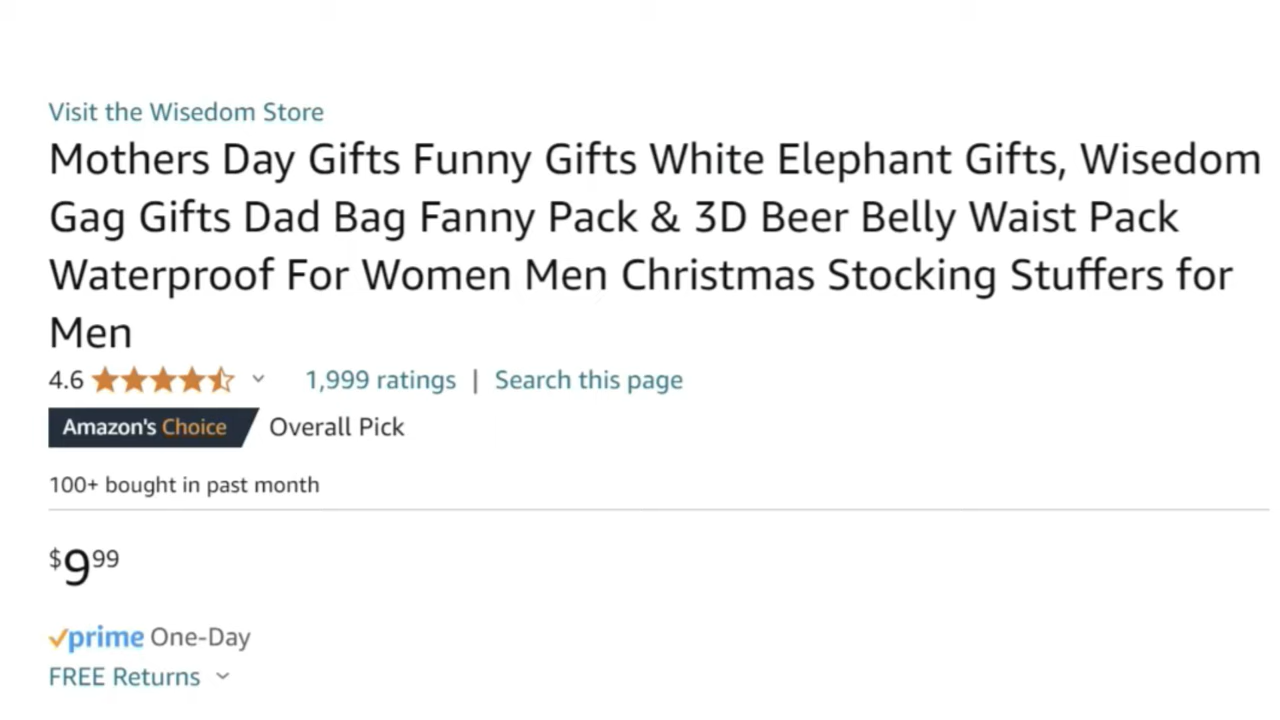 Visit the Wisedom Store
Mothers Day Gifts Funny Gifts White Elephant Gifts, Wisedom
Gag Gifts Dad Bag Fanny Pack & 3D Beer Belly Waist Pack
Waterproof For Women Men Christmas Stocking Stuffers for
Men
4.6 1,999 ratings | Search this page
Amazon's Choice Overall Pick
100+ bought in past month
$9.99
prime One-Day
FREE Returns